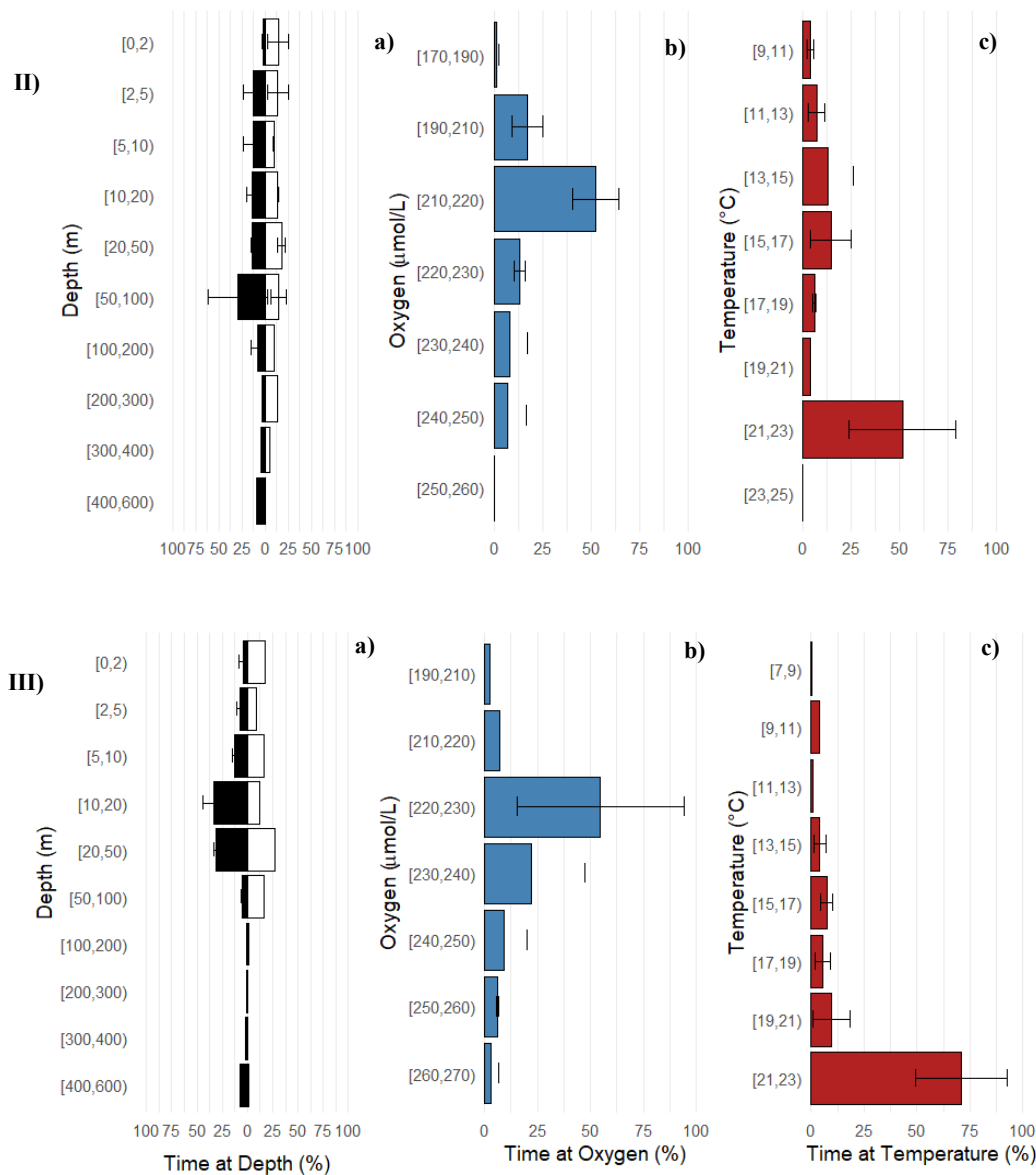 II)
a)
Depth (m)
[0,2)
[2,5)
[5,10)
[10,20)
[20,50)
[50,100)
[100,200)
[200,300)
[300,400)
[400,600)
100 75 50 25 0 25 50 75 100
b)
Oxygen (μmol/L)
[170,190)
[190,210)
[210,220)
[220,230)
[230,240)
[240,250)
[250,260)
0 25 50 75 100
c)
Temperature (°C)
[9,11)
[11,13)
[13,15)
[15,17)
[17,19)
[19,21)
[21,23)
[23,25)
0 25 50 75 100
III)
a)
Depth (m)
[0,2)
[2,5)
[5,10)
[10,20)
[20,50)
[50,100)
[100,200)
[200,300)
[300,400)
[400,600)
100 75 50 25 0 25 50 75 100
Time at Depth (%)
b)
Oxygen (μmol/L)
[190,210)
[210,220)
[220,230)
[230,240)
[240,250)
[250,260)
[260,270)
0 25 50 75 100
Time at Oxygen (%)
c)
Temperature (°C)
[7,9)
[9,11)
[11,13)
[13,15)
[15,17)
[17,19)
[19,21)
[21,23)
0 25 50 75 100
Time at Temperature (%)